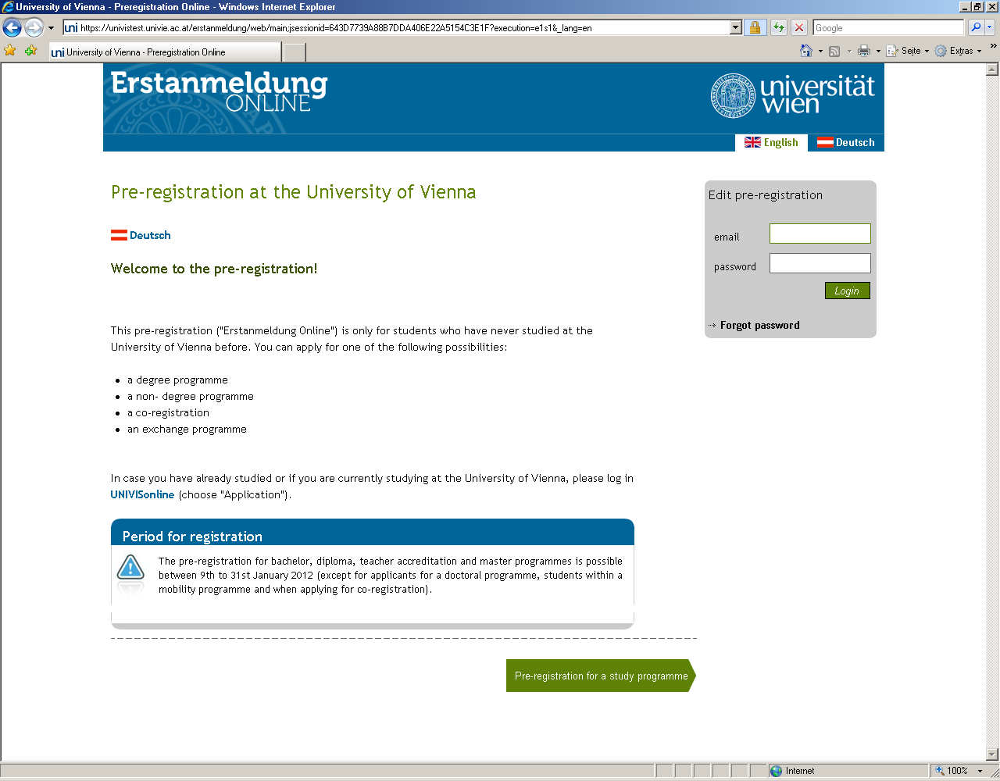 University of Vienna - Preregistration Online - Windows Internet Explorer
uni https://univistest.univie.ac.at/erstanmeldung/web/main;jsessionid=643D7739A88B7DDA406E22A5154C3E1F?execution=e1s1&_lang=en
Google
uni University of Vienna - Preregistration Online
Seite
Extras
Erstanmeldung
ONLINE
universität
wien
English
Deutsch
Pre-registration at the University of Vienna
Deutsch
Welcome to the pre-registration!
This pre-registration ("Erstanmeldung Online") is only for students who have never studied at the
University of Vienna before. You can apply for one of the following possibilities:
• a degree programme
• a non- degree programme
• a co-registration
• an exchange programme
In case you have already studied or if you are currently studying at the University of Vienna, please log in
UNIVISonline (choose "Application").
Period for registration
The pre-registration for bachelor, diploma, teacher accreditation and master programmes is possible
between 9th to 31st January 2012 (except for applicants for a doctoral programme, students within a
mobility programme and when applying for co-registration).
Pre-registration for a study programme
Edit pre-registration
email
password
Login
Forgot password
Internet
100%